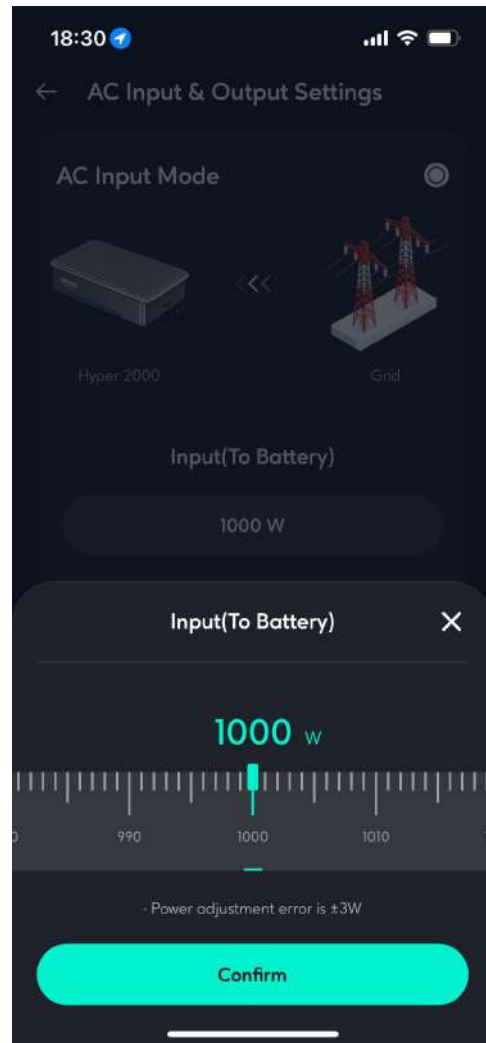 18:30
AC Input & Output Settings
AC Input Mode
Hyper 2000
Grid
Input(To Battery)
1000 W
Input(To Battery)
1000 W
990 1000 1010
- Power adjustment error is ±3W
Confirm